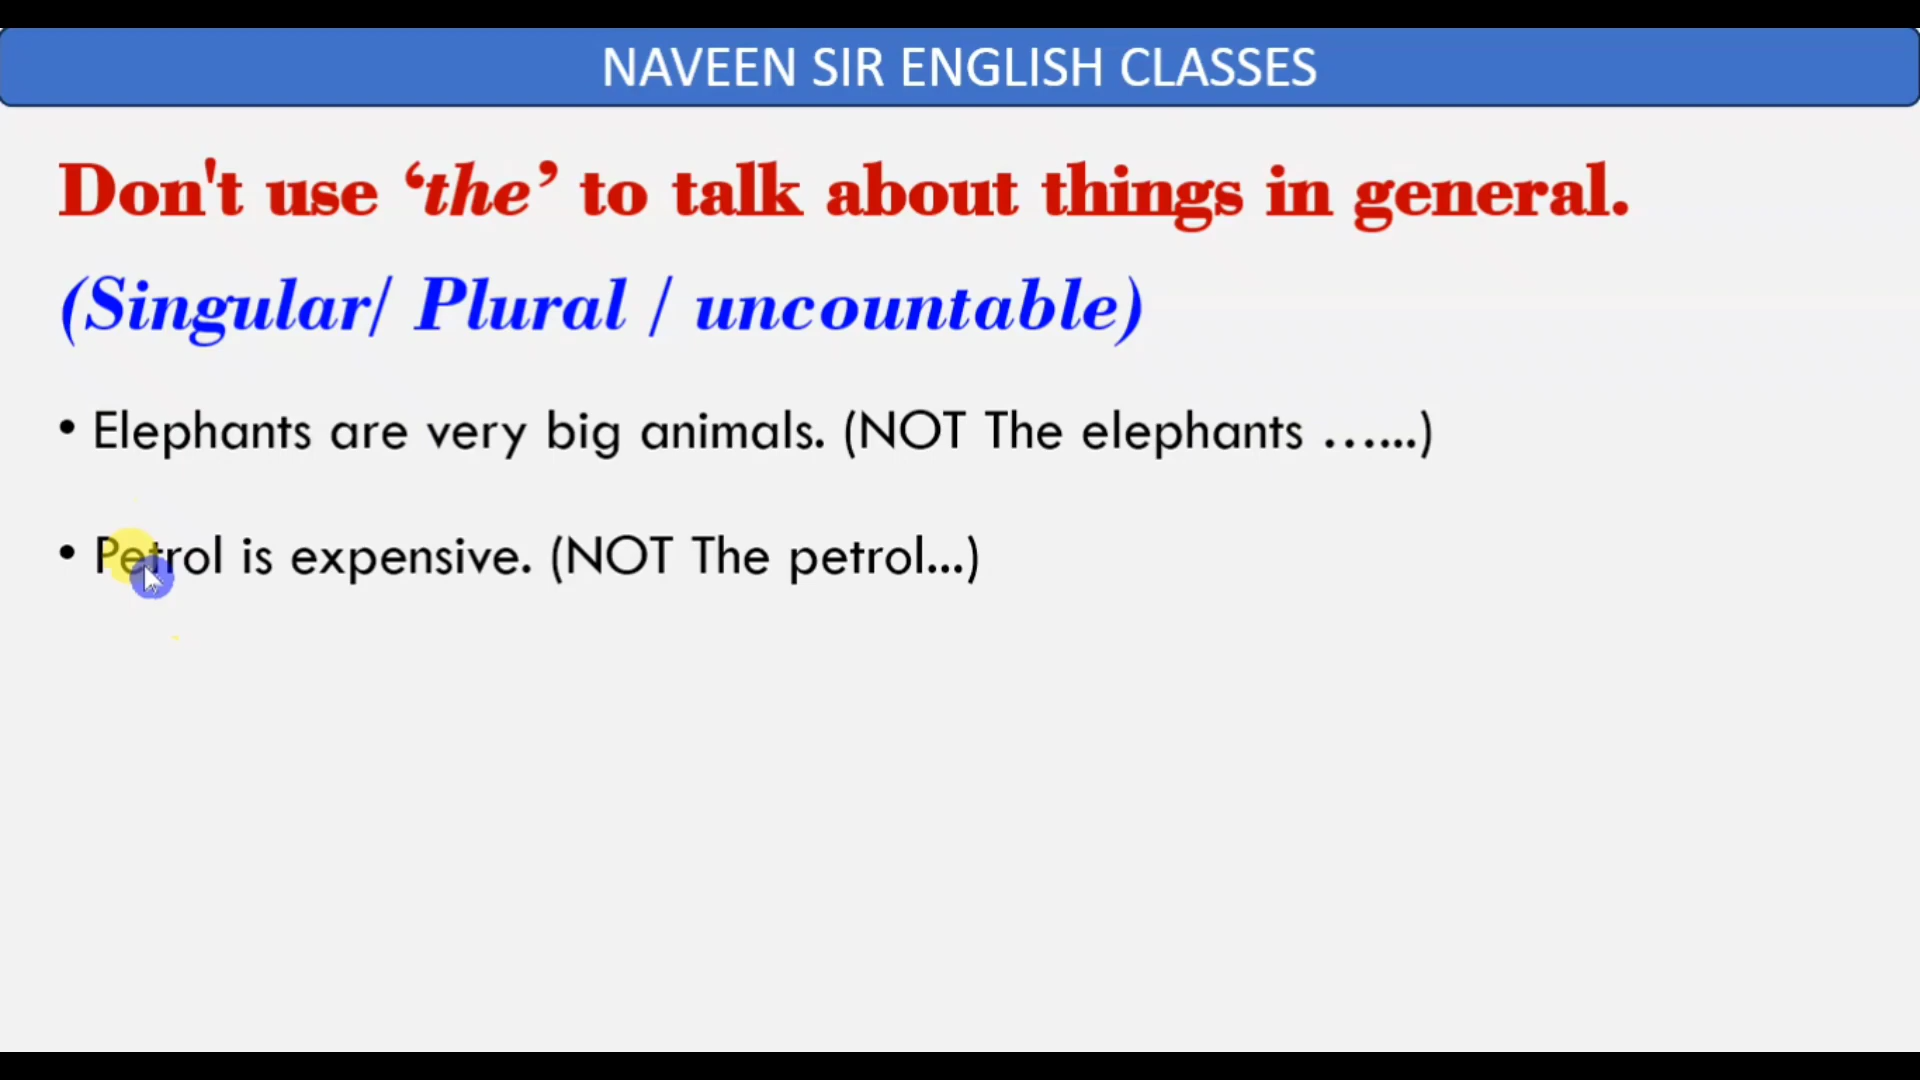 NAVEEN SIR ENGLISH CLASSES
Don't use ‘the’ to talk about things in general.
(Singular/ Plural / uncountable)
• Elephants are very big animals. (NOT The elephants …...)
• Petrol is expensive. (NOT The petrol...)